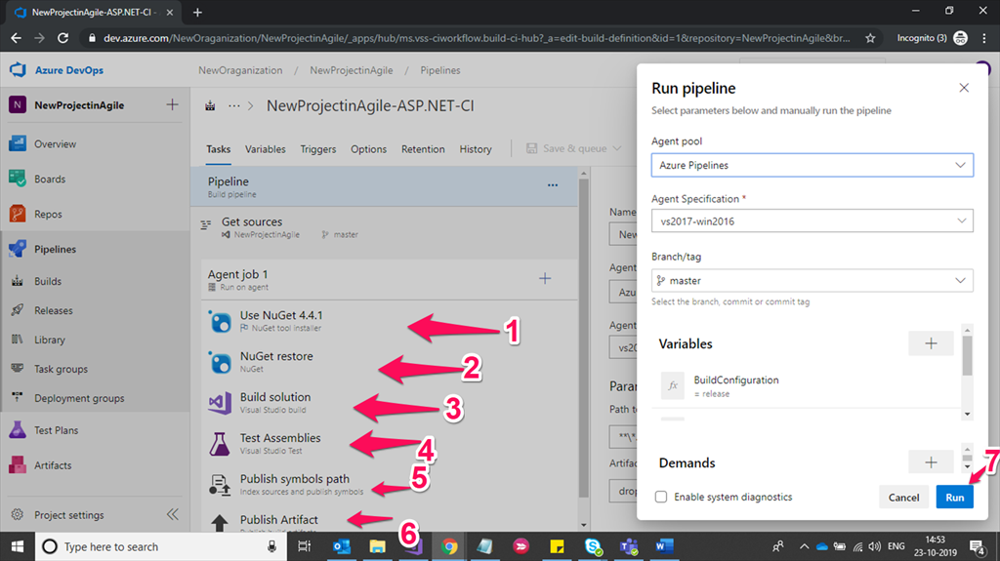 NewProjectinAgile-ASP.NET-CI -
dev.azure.com/NewOraganization/NewProjectinAgile/_apps/hub/ms.vss-ciworkflow.build-ci-hub?_a=edit-build-definition&id=1&repository=NewProjectinAgile&br...
Incognito (3)
Azure DevOps
NewOraganization / NewProjectinAgile / Pipelines
N NewProjectinAgile
Overview
Boards
Repos
Pipelines
Builds
Releases
Library
Task groups
Deployment groups
Test Plans
Artifacts
Project settings
... > NewProjectinAgile-ASP.NET-CI
Tasks Variables Triggers Options Retention History Save & queue
Pipeline
Build pipeline
Get sources
NewProjectinAgile master
Agent job 1
Run on agent
Use NuGet 4.4.1
NuGet tool installer
1
NuGet restore
NuGet
2
Build solution
Visual Studio build
3
Test Assemblies
Visual Studio Test
4
Publish symbols path
Index sources and publish symbols
5
Publish Artifact
6
Name
New
Agent
Azu
Agent
vs20
Param
Path to
**\*
Artifac
drop
Run pipeline
Select parameters below and manually run the pipeline
Agent pool
Azure Pipelines
Agent Specification *
vs2017-win2016
Branch/tag
master
Select the branch, commit or commit tag
Variables
fx BuildConfiguration
= release
Demands
7
Enable system diagnostics
Cancel Run
Type here to search
ENG
14:53
23-10-2019
4